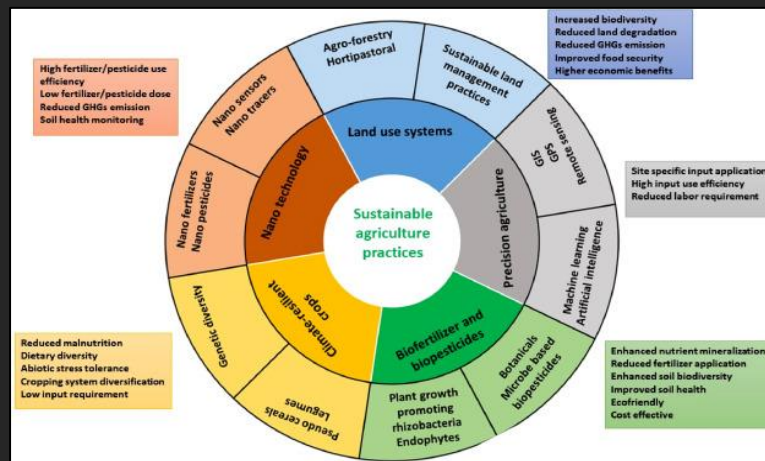 Sustainable
agriculture
practices
Land use systems
Agro-forestry
Hortipastoral
Sustainable land
management
practices
Increased biodiversity
Reduced land degradation
Reduced GHGs emission
Improved food security
Higher economic benefits
Precision agriculture
Remote sensing
GPS
GIS
Machine learning
Artificial intelligence
Site specific input application
High input use efficiency
Reduced labor requirement
Biofertilizer and
biopesticides
Botanicals
Microbe based
biopesticides
Plant growth
promoting
rhizobacteria
Endophytes
Enhanced nutrient mineralization
Reduced fertilizer application
Enhanced soil biodiversity
Improved soil health
Ecofriendly
Cost effective
Climate-resilient
crops
Pseudo cereals
Legumes
Genetic diversity
Reduced malnutrition
Dietary diversity
Abiotic stress tolerance
Cropping system diversification
Low input requirement
Nano technology
Nano fertilizers
Nano pesticides
Nano sensors
Nano tracers
High fertilizer/pesticide use
efficiency
Low fertilizer/pesticide dose
Reduced GHGs emission
Soil health monitoring